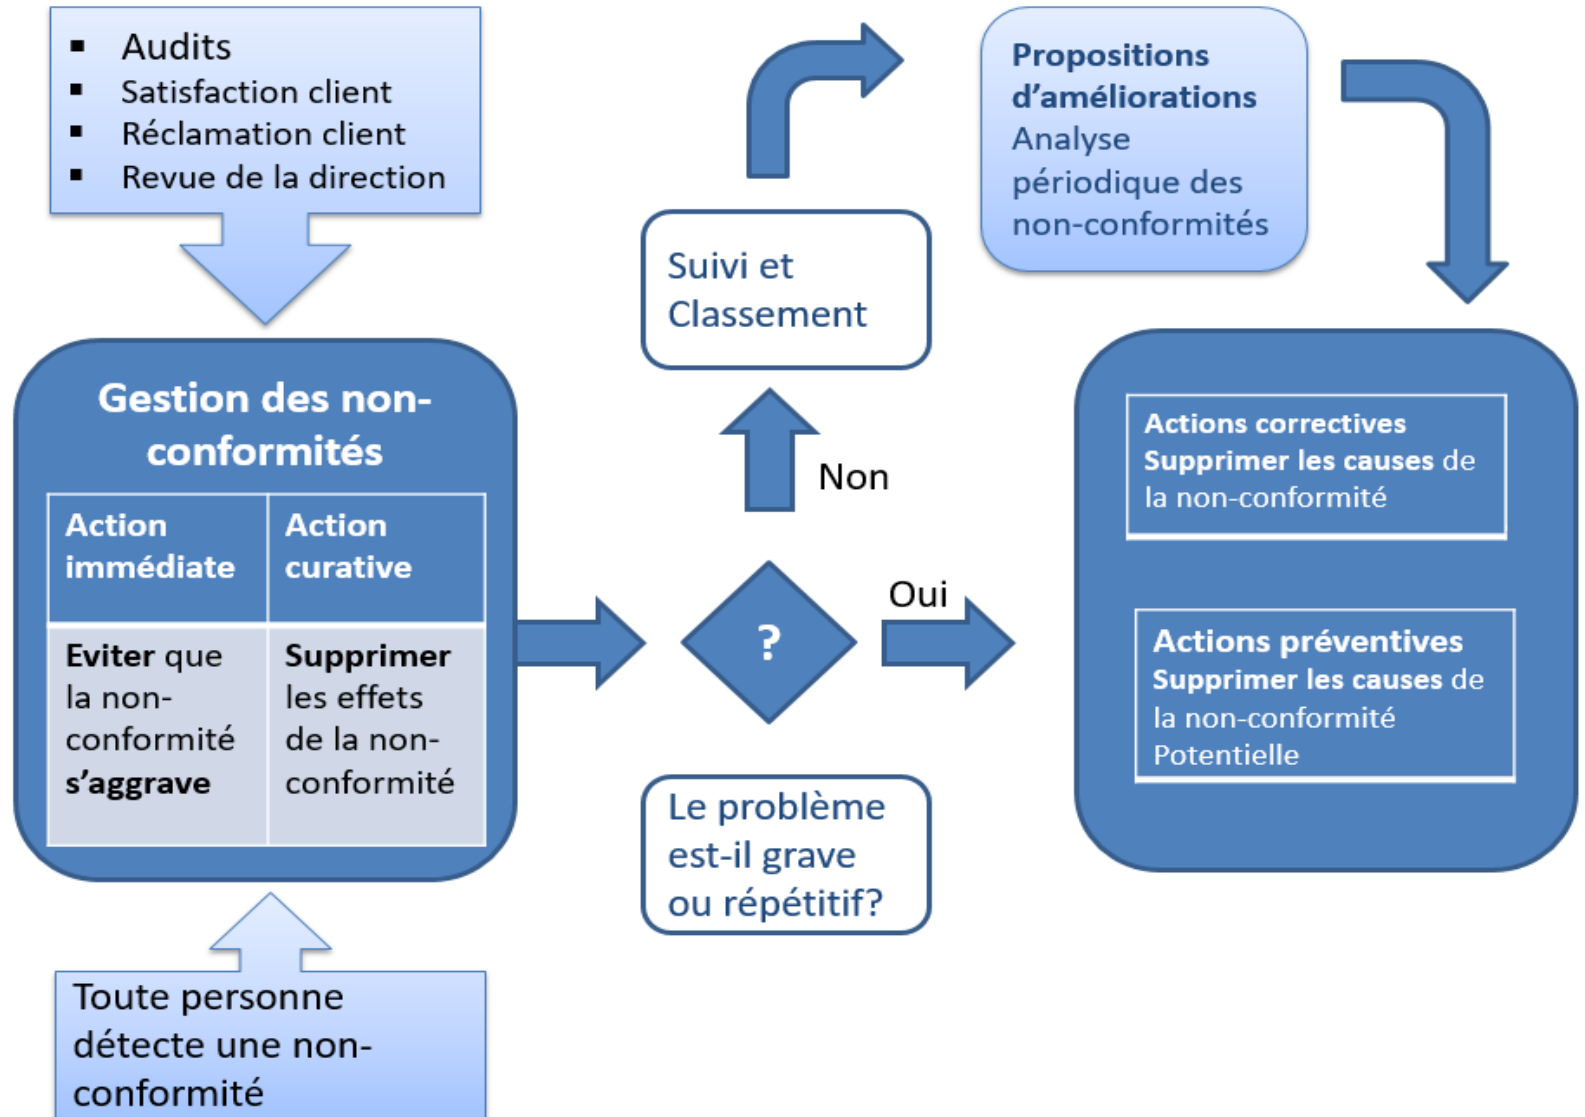 ▪ Audits
▪ Satisfaction client
▪ Réclamation client
▪ Revue de la direction
Gestion des non-
conformités
Action
immédiate
Action
curative
Eviter que
la non-
conformité
s’aggrave
Supprimer
les effets
de la non-
conformité
Toute personne
détecte une non-
conformité
?
Le problème
est-il grave
ou répétitif?
Non
Suivi et
Classement
Propositions
d’améliorations
Analyse
périodique des
non-conformités
Oui
Actions correctives
Supprimer les causes de
la non-conformité
Actions préventives
Supprimer les causes de
la non-conformité
Potentielle